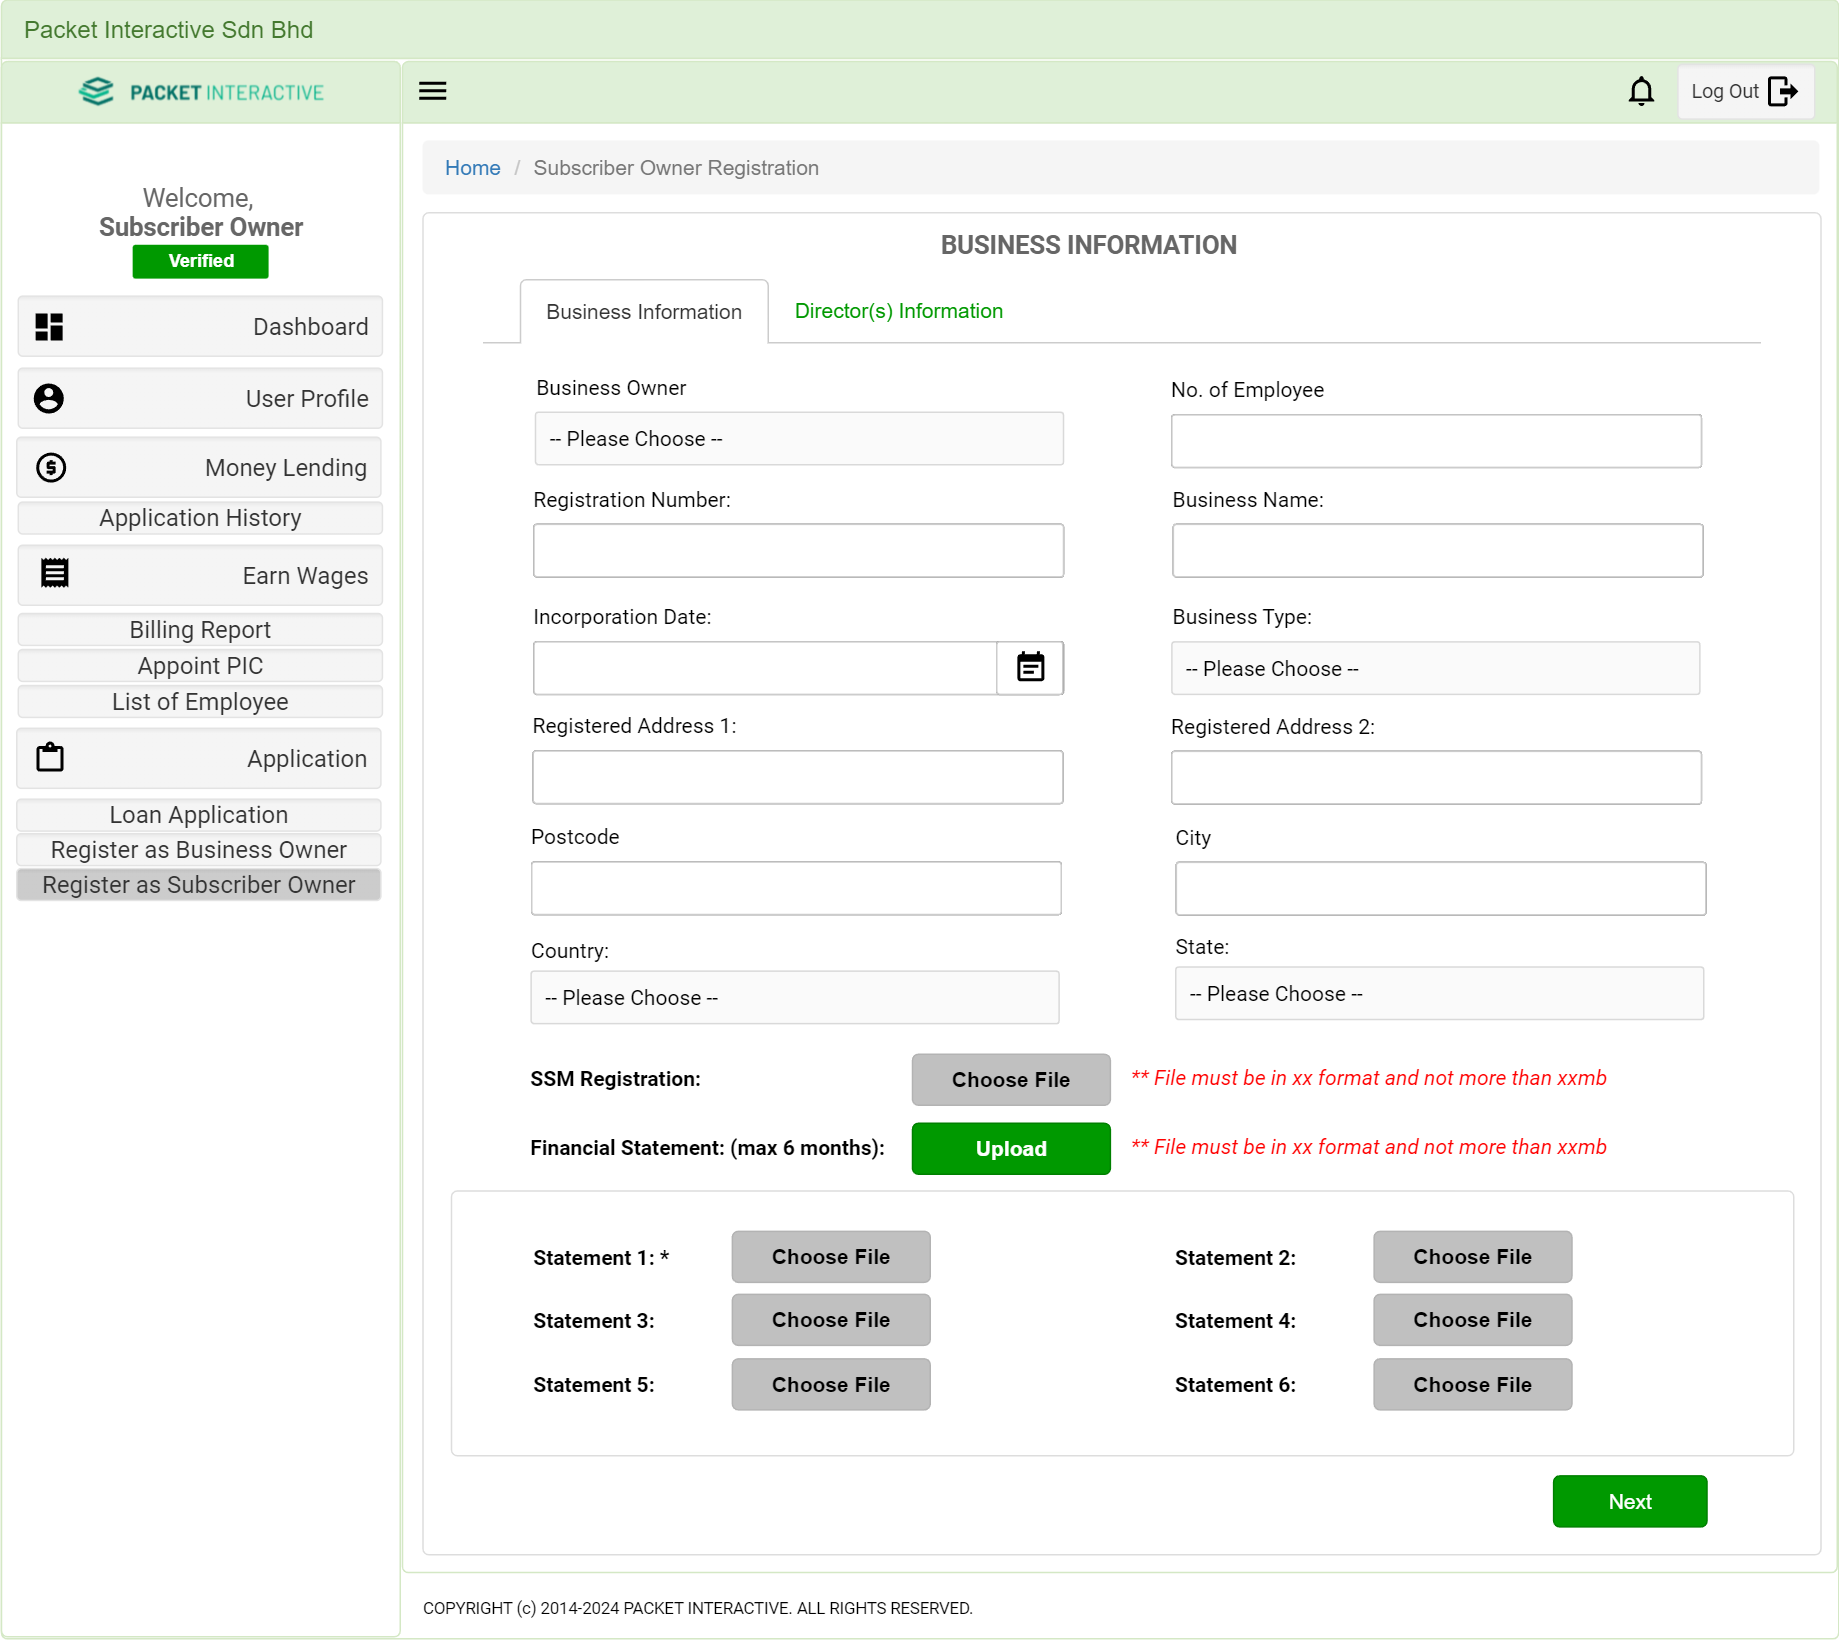 Packet Interactive Sdn Bhd
PACKET INTERACTIVE
Log Out
Welcome,
Subscriber Owner
Verified
Dashboard
User Profile
Money Lending
Application History
Earn Wages
Billing Report
Appoint PIC
List of Employee
Application
Loan Application
Register as Business Owner
Register as Subscriber Owner
Home / Subscriber Owner Registration
BUSINESS INFORMATION
Business Information
Director(s) Information
Business Owner
No. of Employee
-- Please Choose --
Registration Number:
Business Name:
Incorporation Date:
Business Type:
-- Please Choose --
Registered Address 1:
Registered Address 2:
Postcode
City
Country:
State:
-- Please Choose --
-- Please Choose --
SSM Registration:
Choose File
** File must be in xx format and not more than xxmb
Financial Statement: (max 6 months):
Upload
** File must be in xx format and not more than xxmb
Statement 1: *
Choose File
Statement 2:
Choose File
Statement 3:
Choose File
Statement 4:
Choose File
Statement 5:
Choose File
Statement 6:
Choose File
Next
COPYRIGHT (c) 2014-2024 PACKET INTERACTIVE. ALL RIGHTS RESERVED.